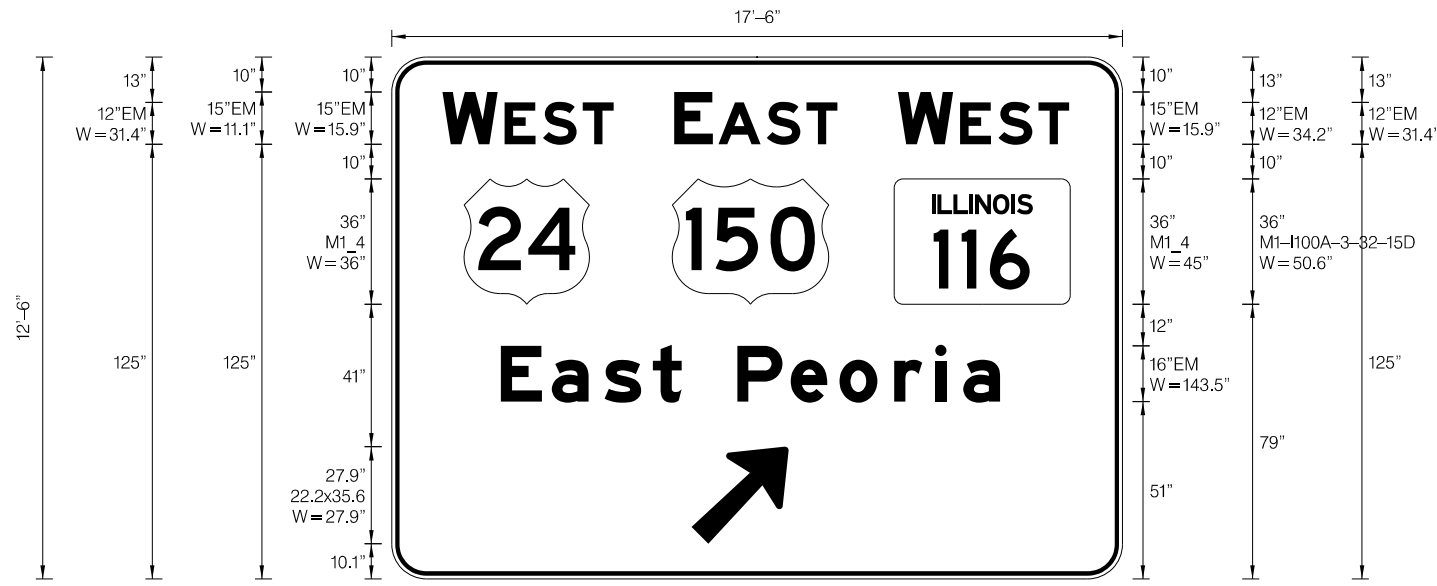 17'–6"
12'–6"
13"
12"EM
W=31.4"
125"
10"
15"EM
W=11.1"
125"
10"
15"EM
W=15.9"
10"
36"
M1_4
W=36"
41"
27.9"
22.2x35.6
W=27.9"
10.1"
WEST EAST WEST
24 150 ILLINOIS
116
East Peoria
10"
15"EM
W=15.9"
10"
36"
M1_4
W=45"
12"
16"EM
W=143.5"
51"
13"
12"EM
W=34.2"
10"
36"
M1–I100A–3–32–15D
W=50.6"
79"
13"
12"EM
W=31.4"
125"